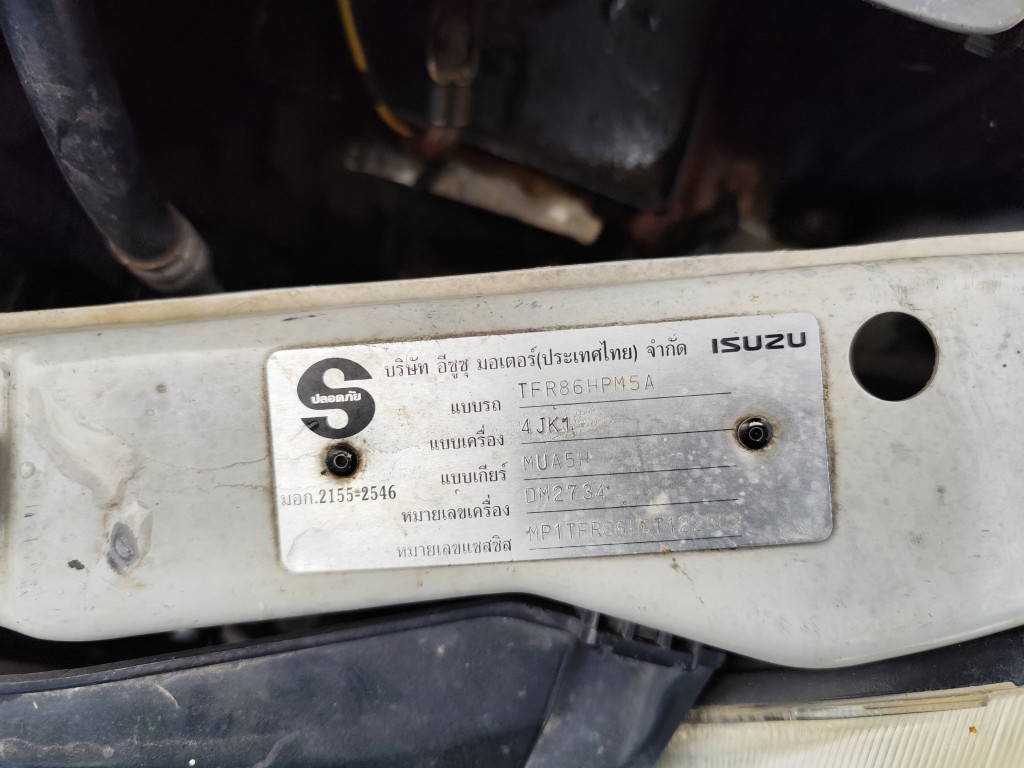 บริษัท อีซูซุ มอเตอร์(ประเทศไทย) จำกัด ISUZU
S
ปลอดภัย
แบบรถ TFR86HPM5A
แบบเครื่อง 4JK1
แบบเกียร์ MUA5H
มอก.2155-2546
หมายเลขเครื่อง DM2734
หมายเลขแชสซิส